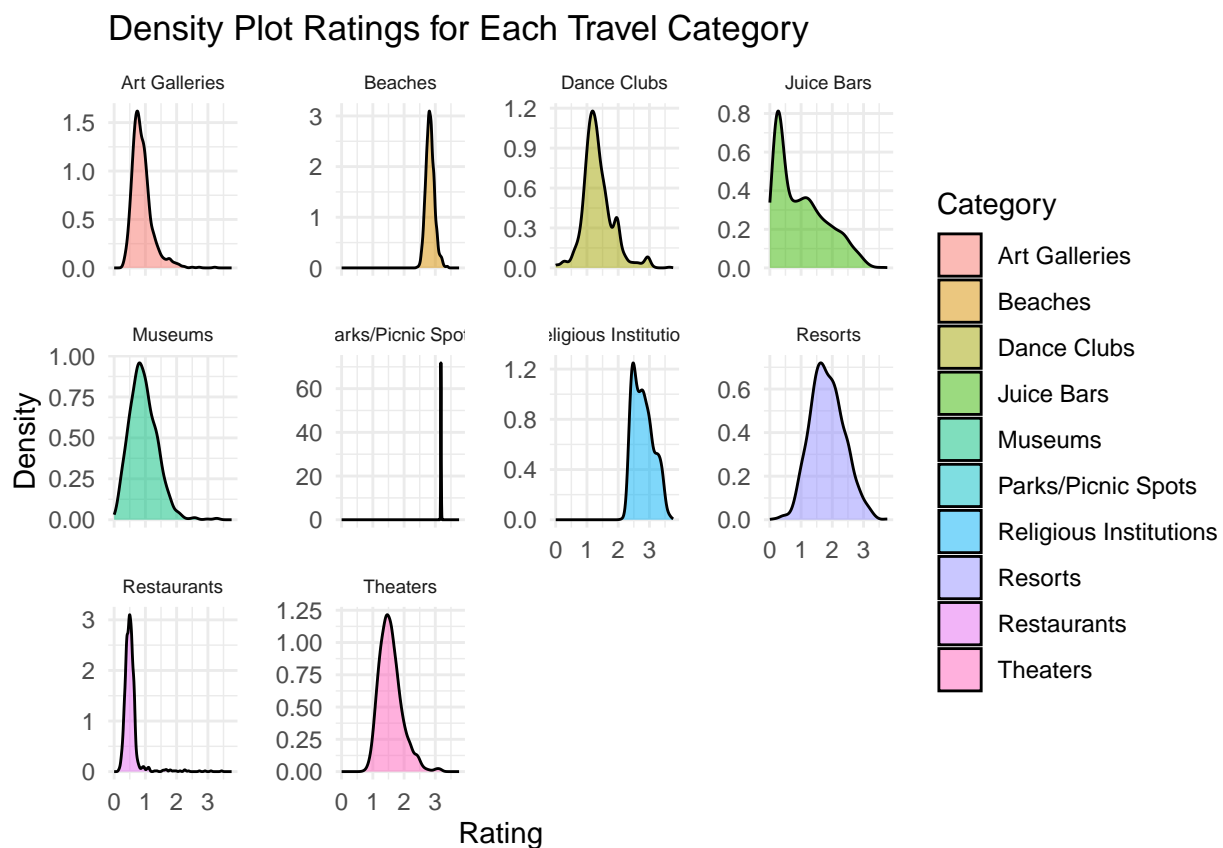 Density Plot Ratings for Each Travel Category
Art Galleries
Beaches
Dance Clubs
Juice Bars
1.5
1.0
0.5
0.0
3
2
1
0
1.2
0.9
0.6
0.3
0.0
0.8
0.6
0.4
0.2
0.0
Museums
arks/Picnic Spot
eligious Institutio
Resorts
1.00
0.75
0.50
0.25
0.00
60
40
20
0
1.2
0.8
0.4
0.0
0 1 2 3
0.6
0.4
0.2
0.0
0 1 2 3
Restaurants
Theaters
3
2
1
0
0 1 2 3
1.25
1.00
0.75
0.50
0.25
0.00
0 1 2 3
Density
Rating
Category
Art Galleries
Beaches
Dance Clubs
Juice Bars
Museums
Parks/Picnic Spots
Religious Institutions
Resorts
Restaurants
Theaters